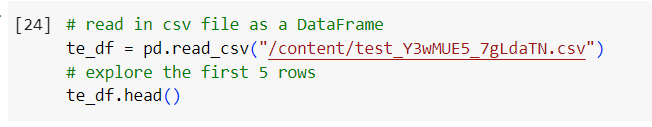 [24] # read in csv file as a DataFrame
te_df = pd.read_csv("/content/test_Y3wMUE5_7gLdaTN.csv")
# explore the first 5 rows
te_df.head()